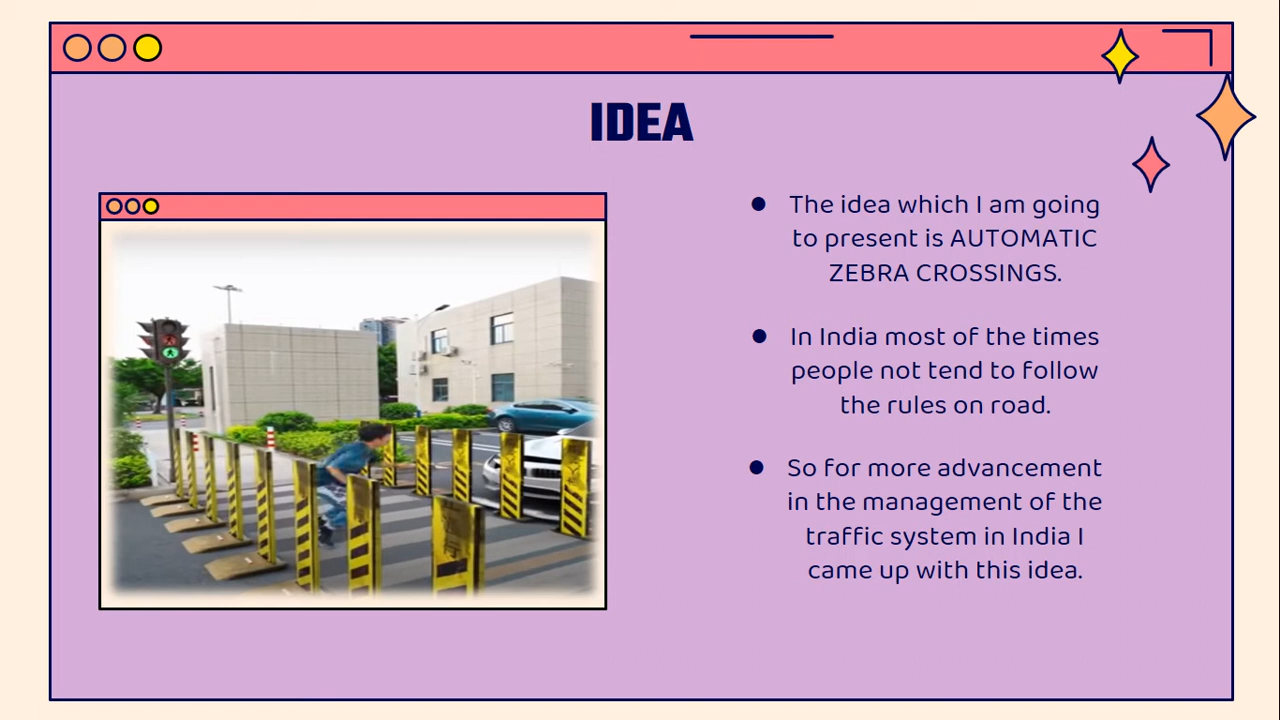 IDEA
The idea which I am going
to present is AUTOMATIC
ZEBRA CROSSINGS.
In India most of the times
people not tend to follow
the rules on road.
So for more advancement
in the management of the
traffic system in India I
came up with this idea.